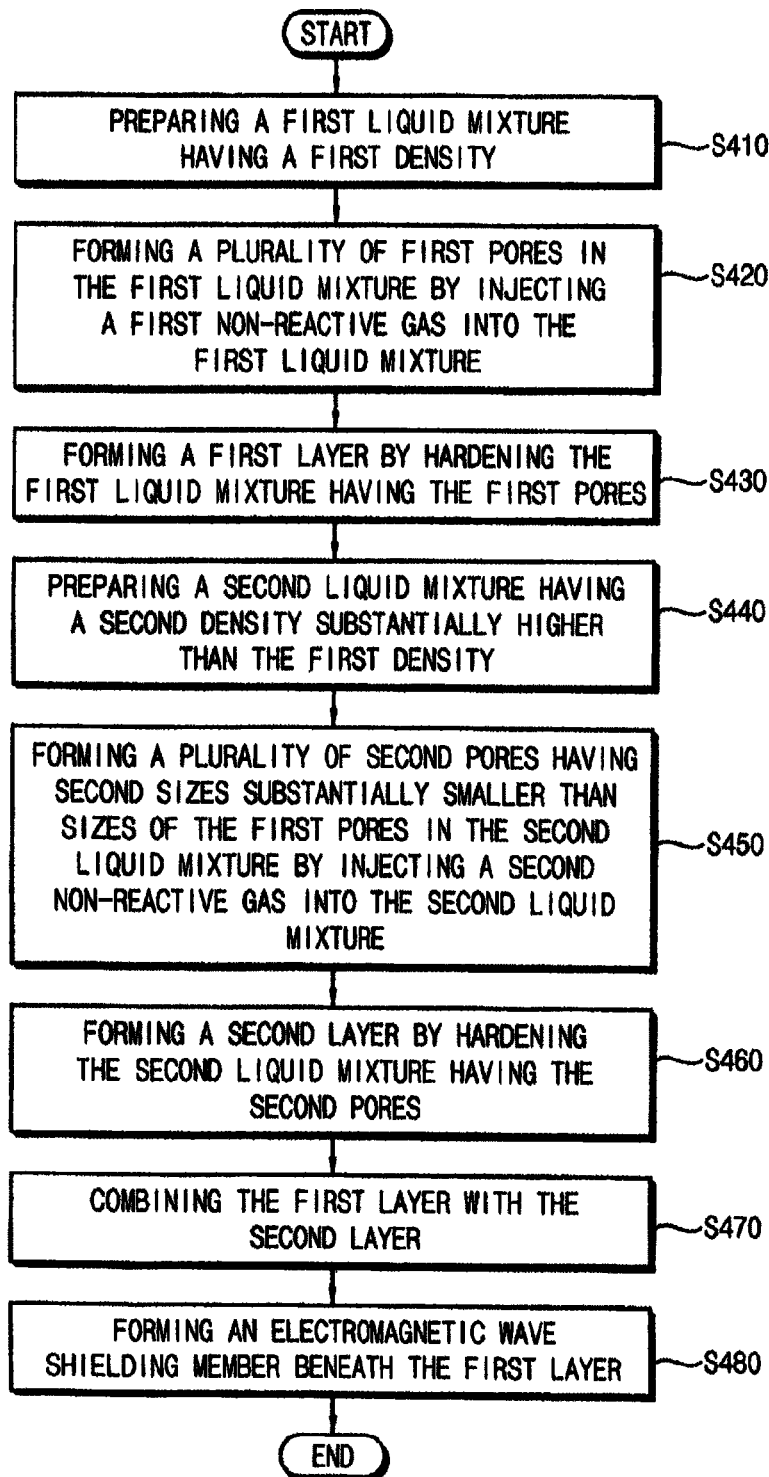 START
PREPARING A FIRST LIQUID MIXTURE
HAVING A FIRST DENSITY
S410
FORMING A PLURALITY OF FIRST PORES IN
THE FIRST LIQUID MIXTURE BY INJECTING
A FIRST NON-REACTIVE GAS INTO THE
FIRST LIQUID MIXTURE
S420
FORMING A FIRST LAYER BY HARDENING THE
FIRST LIQUID MIXTURE HAVING THE FIRST PORES
S430
PREPARING A SECOND LIQUID MIXTURE HAVING
A SECOND DENSITY SUBSTANTIALLY HIGHER
THAN THE FIRST DENSITY
S440
FORMING A PLURALITY OF SECOND PORES HAVING
SECOND SIZES SUBSTANTIALLY SMALLER THAN
SIZES OF THE FIRST PORES IN THE SECOND
LIQUID MIXTURE BY INJECTING A SECOND
NON-REACTIVE GAS INTO THE SECOND LIQUID
MIXTURE
S450
FORMING A SECOND LAYER BY HARDENING
THE SECOND LIQUID MIXTURE HAVING THE
SECOND PORES
S460
COMBINING THE FIRST LAYER WITH THE
SECOND LAYER
S470
FORMING AN ELECTROMAGNETIC WAVE
SHIELDING MEMBER BENEATH THE FIRST LAYER
S480
END